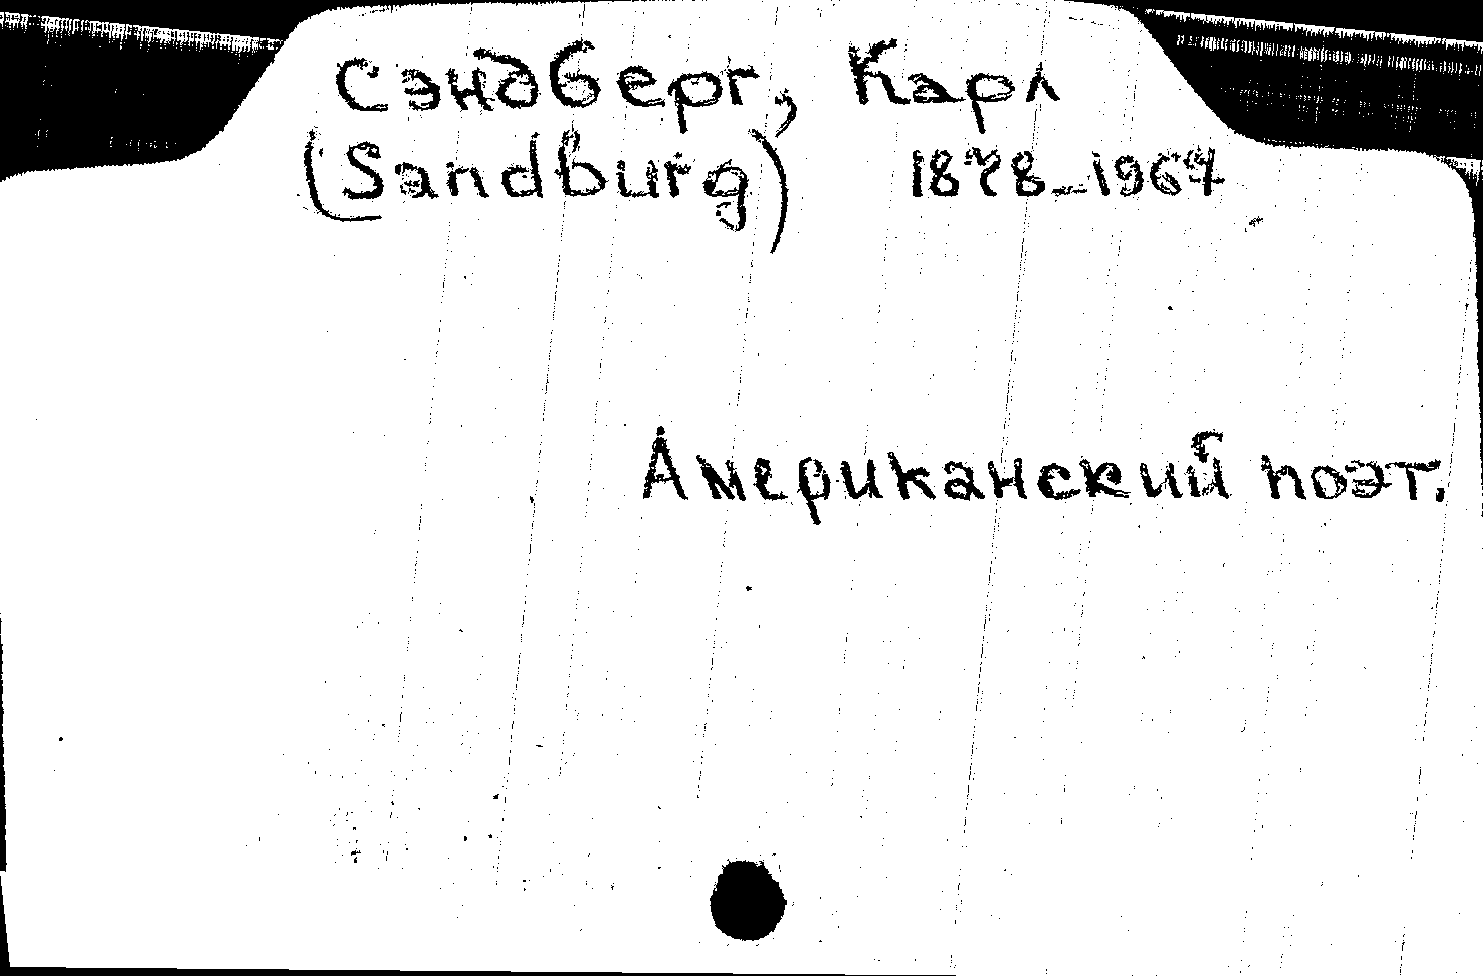 Сэндберг, Карл
(Sandburg) 1878-1967
Американский поэт.